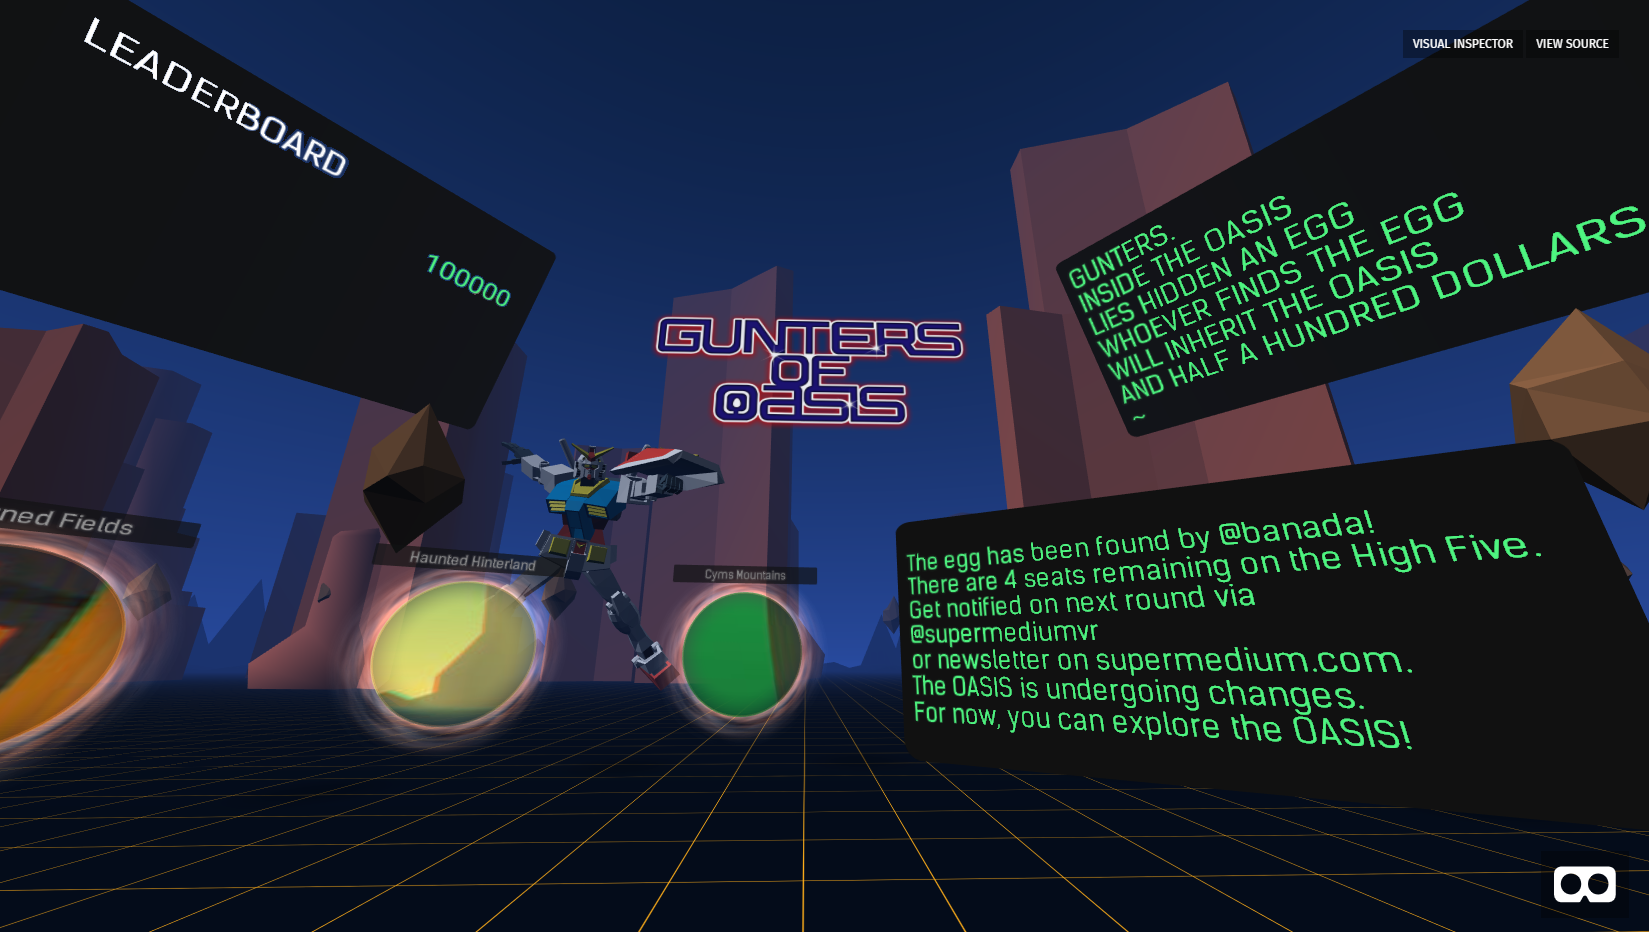 LEADERBOARD
100000
VISUAL INSPECTOR
VIEW SOURCE
GUNTERS.
INSIDE THE OASIS
LIES HIDDEN AN EGG
WHOEVER FINDS THE EGG
WILL INHERIT THE OASIS
AND HALF A HUNDRED DOLLARS
~
GUNTERS
OF
OASIS
ned Fields
Haunted Hinterland
Cyms Mountains
The egg has been found by @banada!
There are 4 seats remaining on the High Five.
Get notified on next round via
@supermediumvr
or newsletter on supermedium.com.
The OASIS is undergoing changes.
For now, you can explore the OASIS!